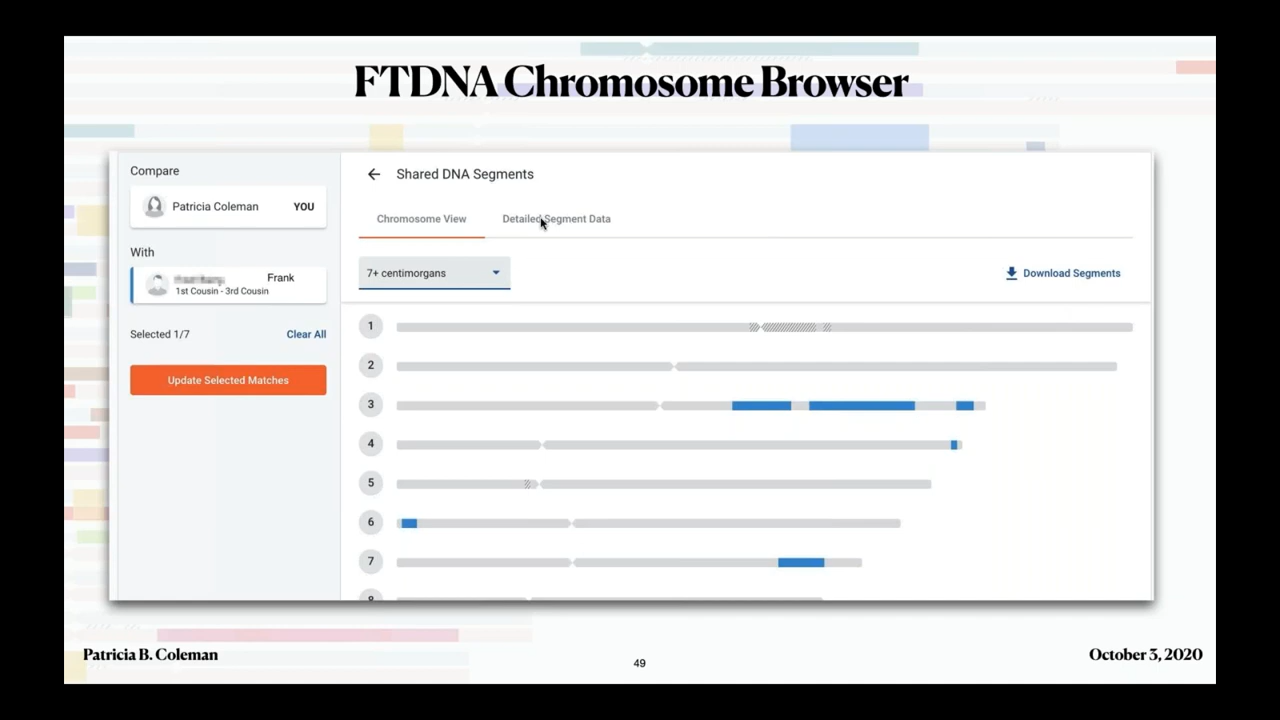 FTDNA Chromosome Browser
Compare
Patricia Coleman YOU
With
Frank
1st Cousin - 3rd Cousin
Selected 1/7 Clear All
Update Selected Matches
Shared DNA Segments
Chromosome View Detailed Segment Data
7+ centimorgans Download Segments
1
2
3
4
5
6
7
8
Patricia B. Coleman 49 October 3, 2020